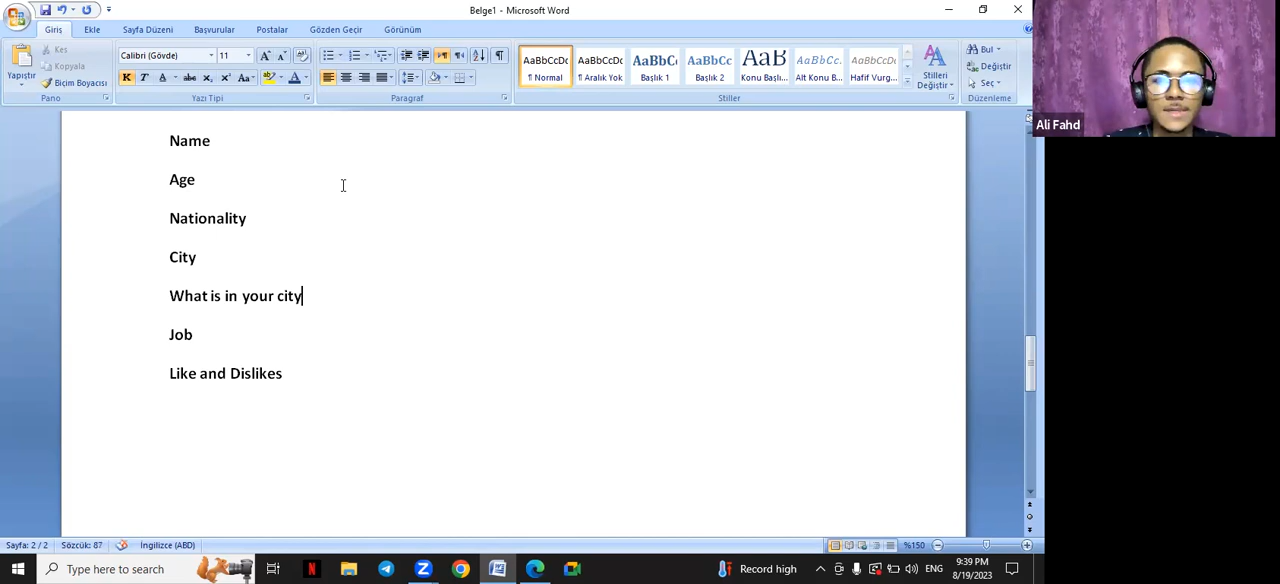 Belge1 - Microsoft Word
Giriş Ekle Sayfa Düzeni Başvurular Postalar Gözden Geçir Görünüm
Yapıştır
Kes
Kopyala
Biçim Boyacısı
Pano
Calibri (Gövde) 11
Yazı Tipi
Paragraf
AaBbCcDc AaBbCcDc AaBbC AaBbCc AaB AaBbCc. AaBbCcDc
¶ Normal ¶ Aralık Yok Başlık 1 Başlık 2 Konu Başlı... Alt Konu B... Hafif Vurg...
Stilleri Değiştir
Stiller
Bul
Değiştir
Seç
Düzenleme
Ali Fahd
Name
Age
Nationality
City
What is in your city
Job
Like and Dislikes
Sayfa: 2 / 2 Sözcük: 87 İngilizce (ABD) %150
Type here to search
Record high
ENG
9:39 PM
8/19/2023